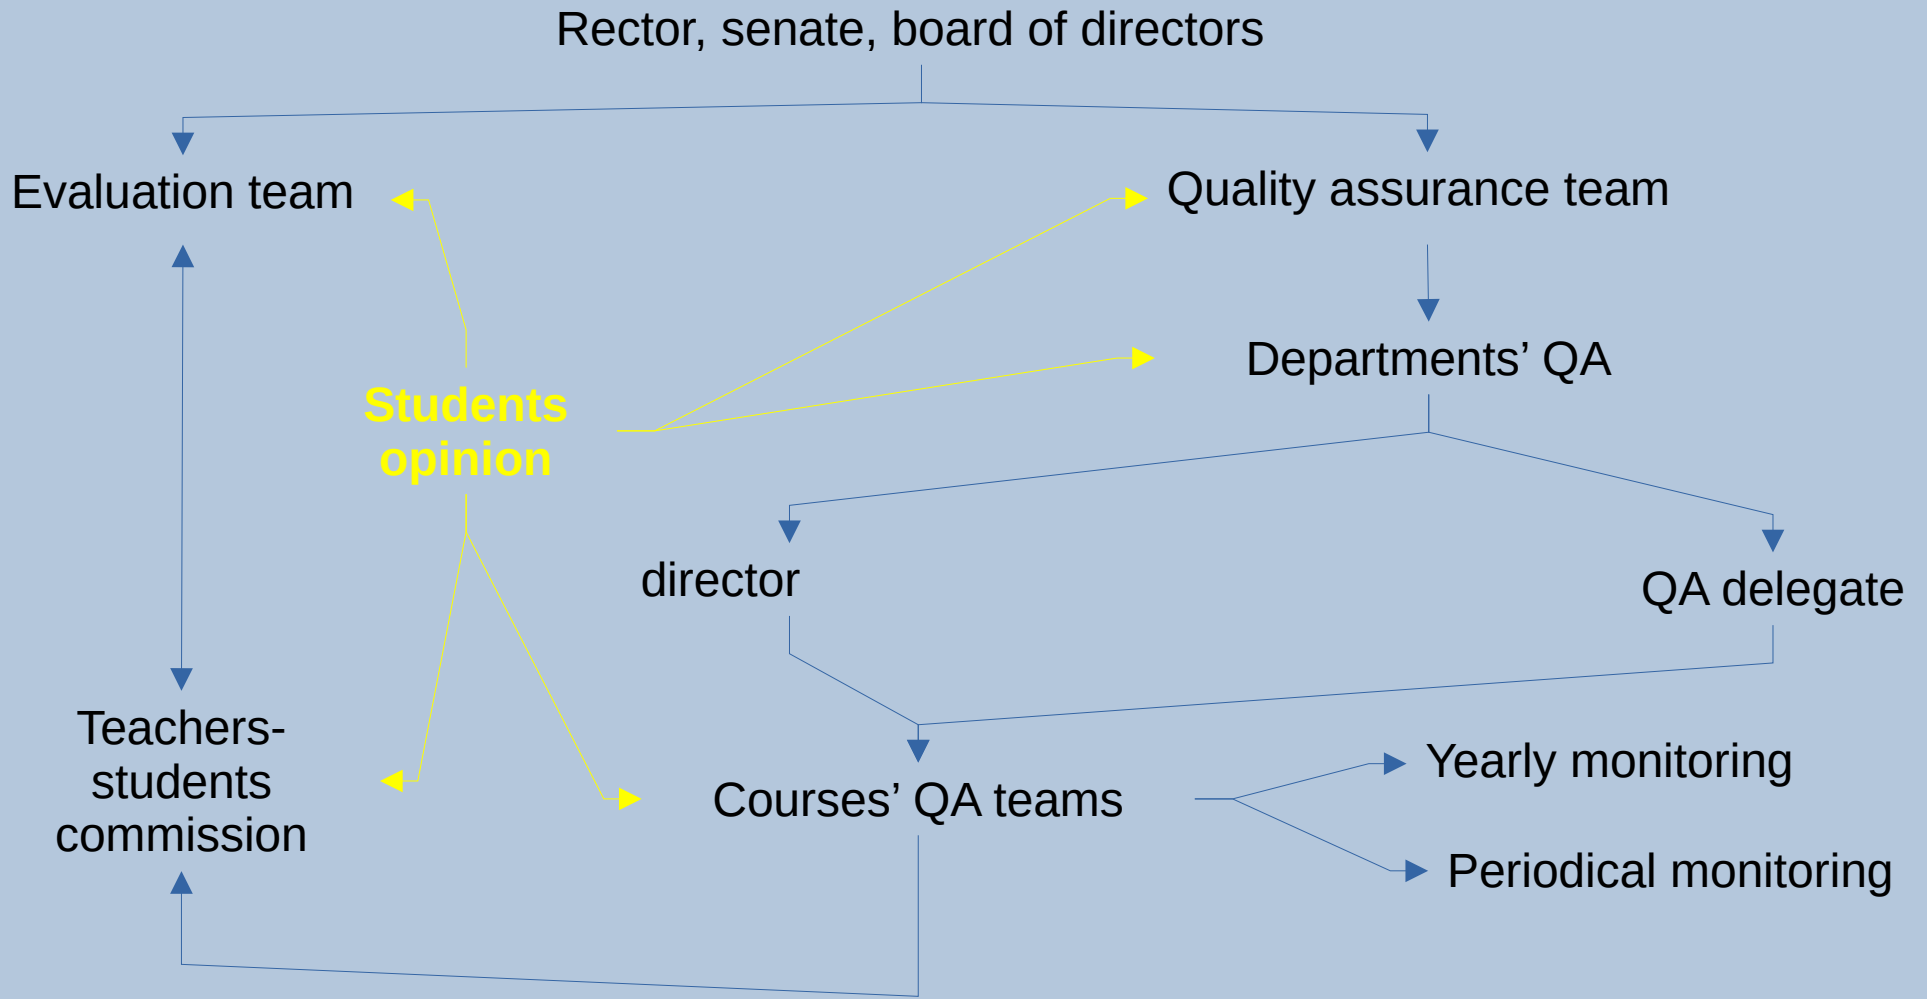 Rector, senate, board of directors
Evaluation team
Quality assurance team
Departments’ QA
Students
opinion
director
QA delegate
Teachers-
students
commission
Courses’ QA teams
Yearly monitoring
Periodical monitoring